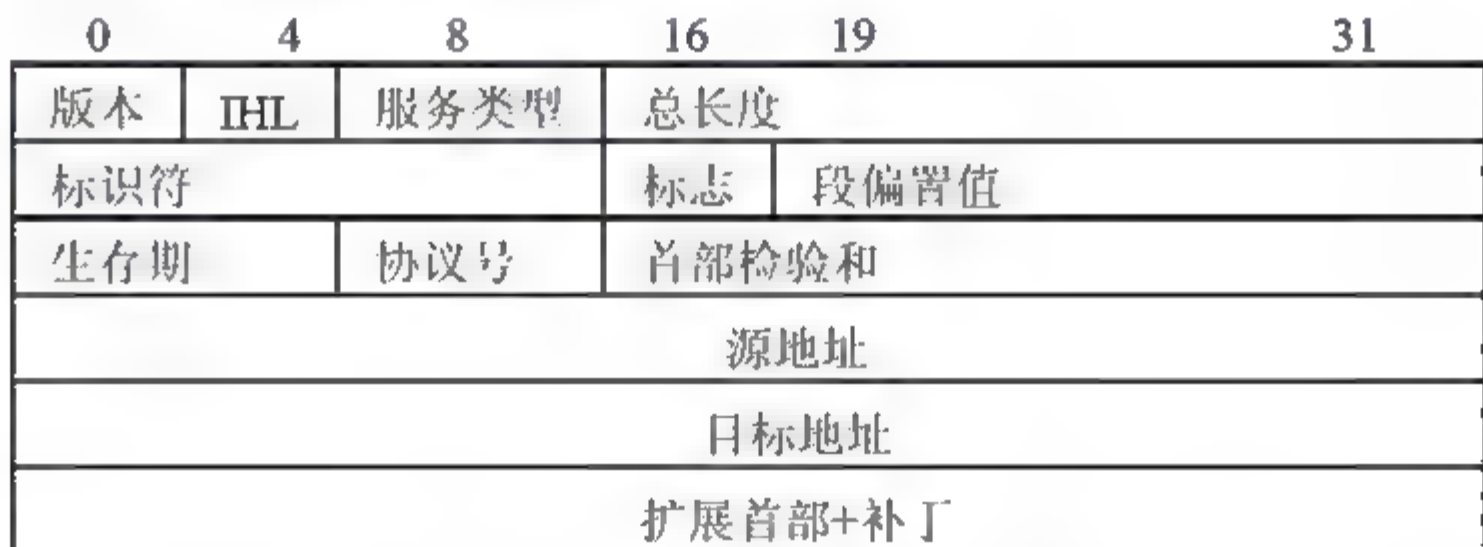 0 4 8 16 19 31
版本 IHL 服务类型 总长度
标识符 标志 段偏置值
生存期 协议号 首部检验和
源地址
目标地址
扩展首部+补丁